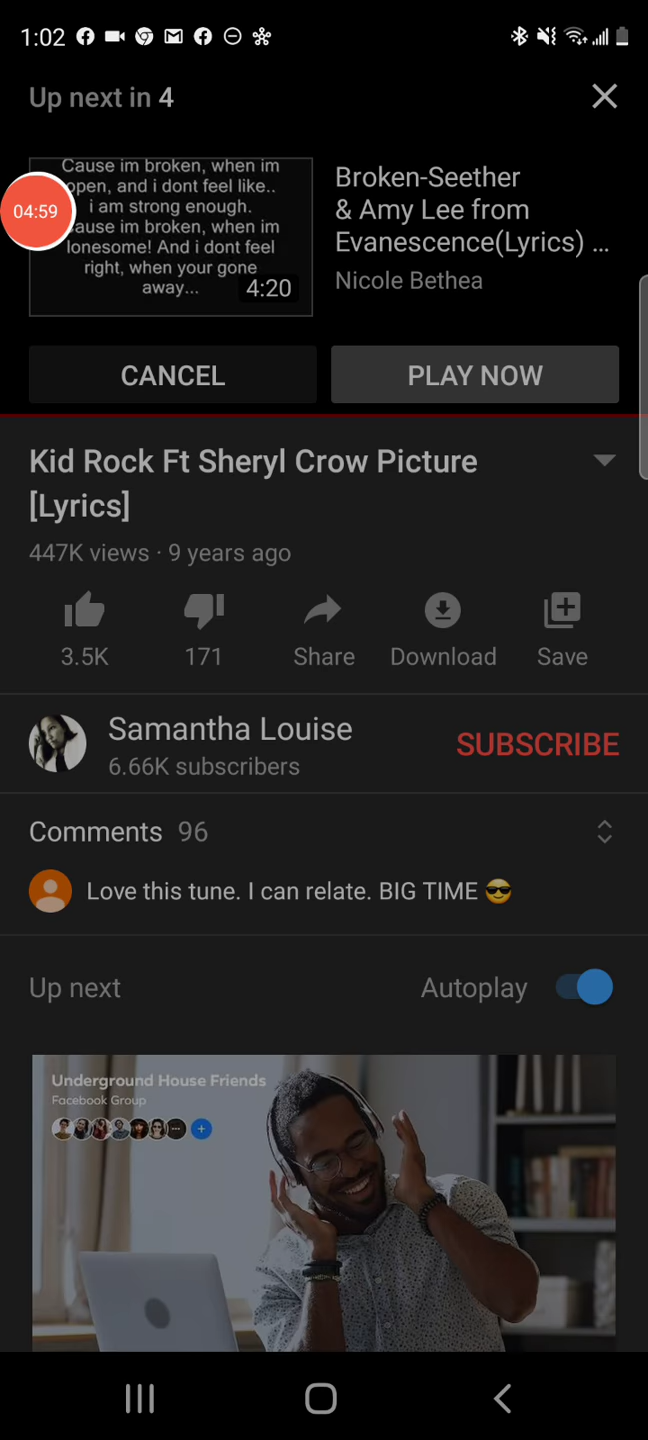 1:02
Up next in 4
Cause im broken, when im
open, and i dont feel like..
i am strong enough.
cause im broken, when im
lonesome! And i dont feel
right, when your gone
away...
4:20
04:59
Broken-Seether
& Amy Lee from
Evanescence(Lyrics) ...
Nicole Bethea
CANCEL
PLAY NOW
Kid Rock Ft Sheryl Crow Picture
[Lyrics]
447K views · 9 years ago
3.5K
171
Share
Download
Save
Samantha Louise
6.66K subscribers
SUBSCRIBE
Comments 96
Love this tune. I can relate. BIG TIME 😎
Up next
Autoplay
Underground House Friends
Facebook Group